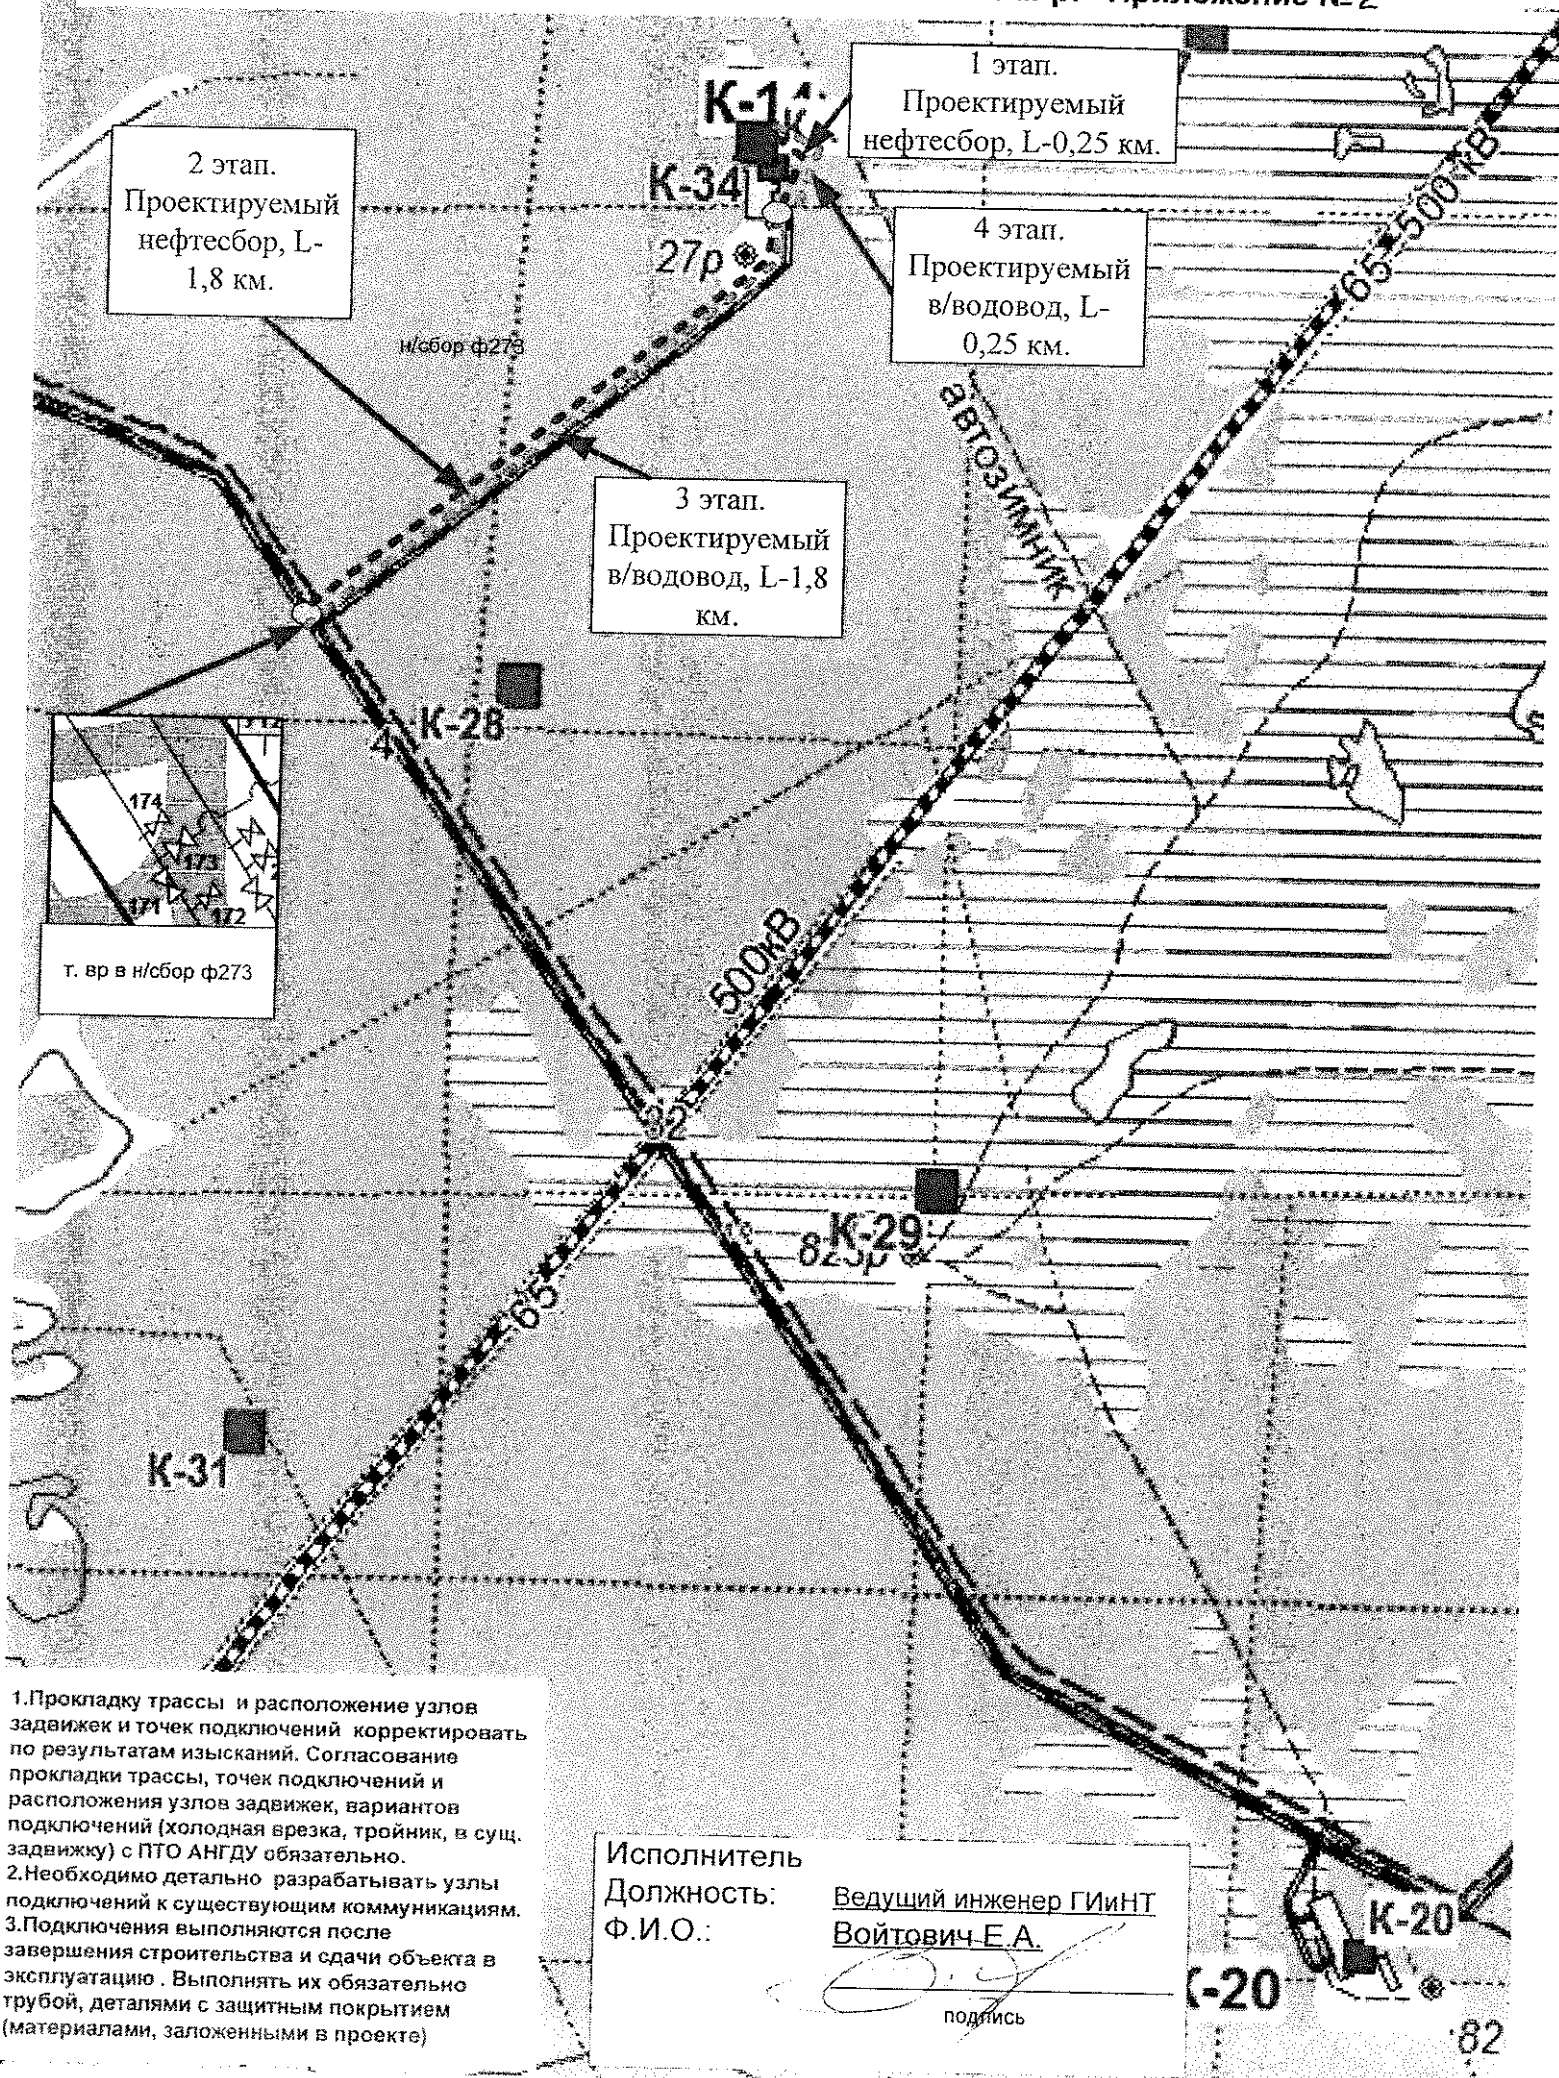 Приложение №2
1 этап.
Проектируемый
нефтесбор, L-0,25 км.
К-34
2 этап.
Проектируемый
нефтесбор, L-
1,8 км.
27р
4 этап.
Проектируемый
в/водовод, L-
0,25 км.
65-500 кВ
н/сбор ф273
автозимник
3 этап.
Проектируемый
в/водовод, L-1,8
км.
К-28
4
174
173
171
172
т. вр в н/сбор ф273
500кВ
32
К-29
-65
К-31
1.Прокладку трассы и расположение узлов
задвижек и точек подключений корректировать
по результатам изысканий. Согласование
прокладки трассы, точек подключений и
расположения узлов задвижек, вариантов
подключений (холодная врезка, тройник, в сущ.
задвижку) с ПТО АНГДУ обязательно.
2.Необходимо детально разрабатывать узлы
подключений к существующим коммуникациям.
3.Подключения выполняются после
завершения строительства и сдачи объекта в
эксплуатацию . Выполнять их обязательно
трубой, деталями с защитным покрытием
(материалами, заложенными в проекте)
Исполнитель
Должность: Ведущий инженер ГИиНТ
Ф.И.О.: Войтович Е.А.
подпись
К-20
К-20
82